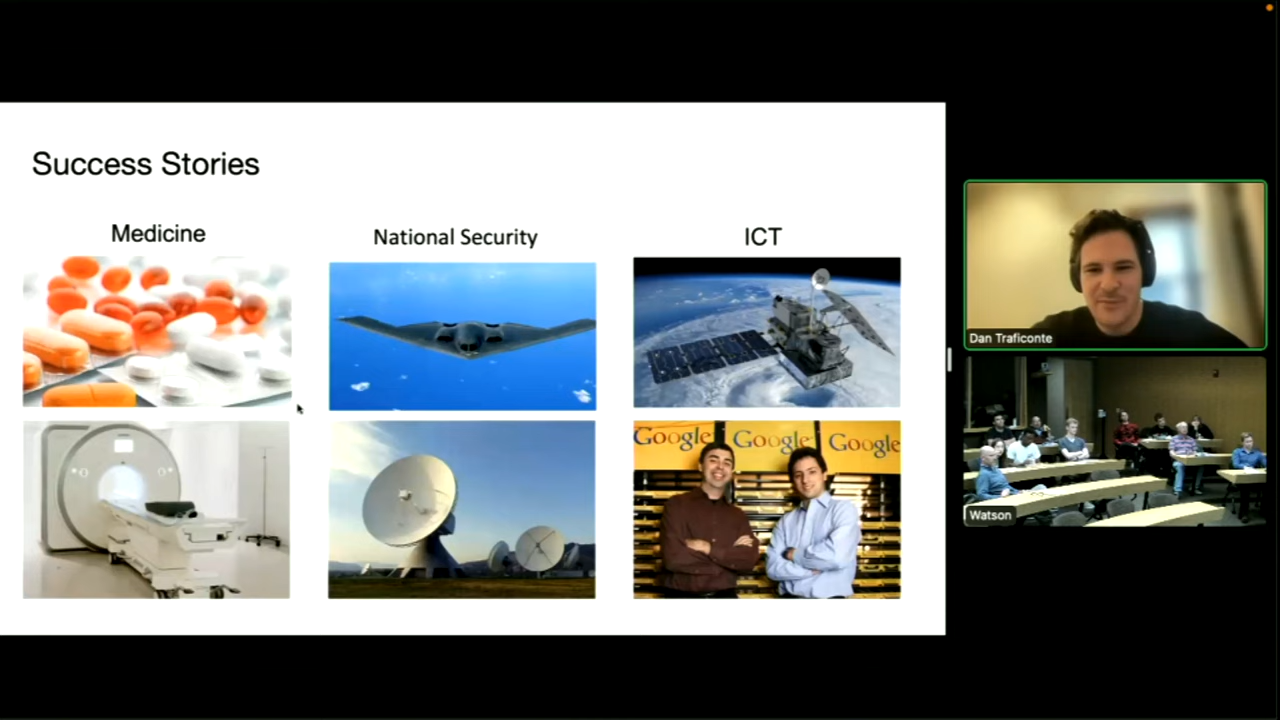 Success Stories
Medicine
National Security
ICT
Google
Google
Google
Dan Traficonte
Watson